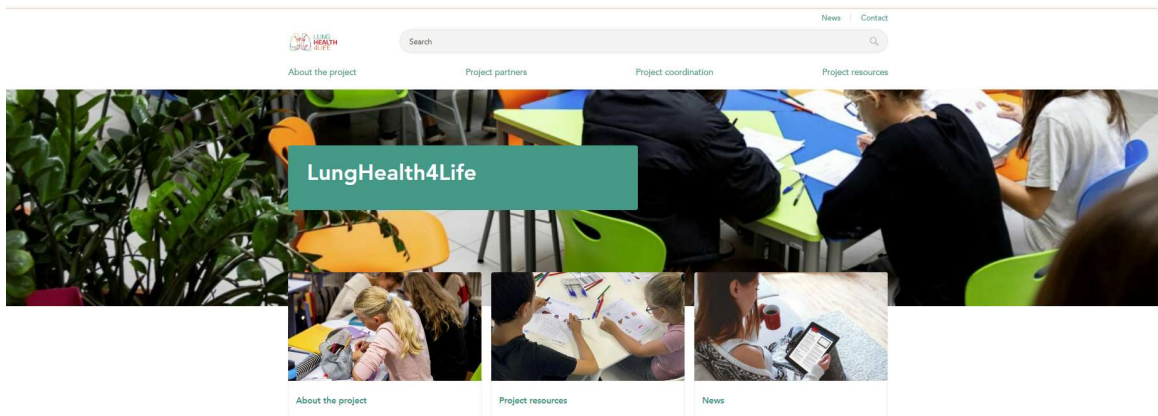 News
Contact
LUNG
HEALTH
4LIFE
Search
About the project
Project partners
Project coordination
Project resources
LungHealth4Life
About the project
Project resources
News